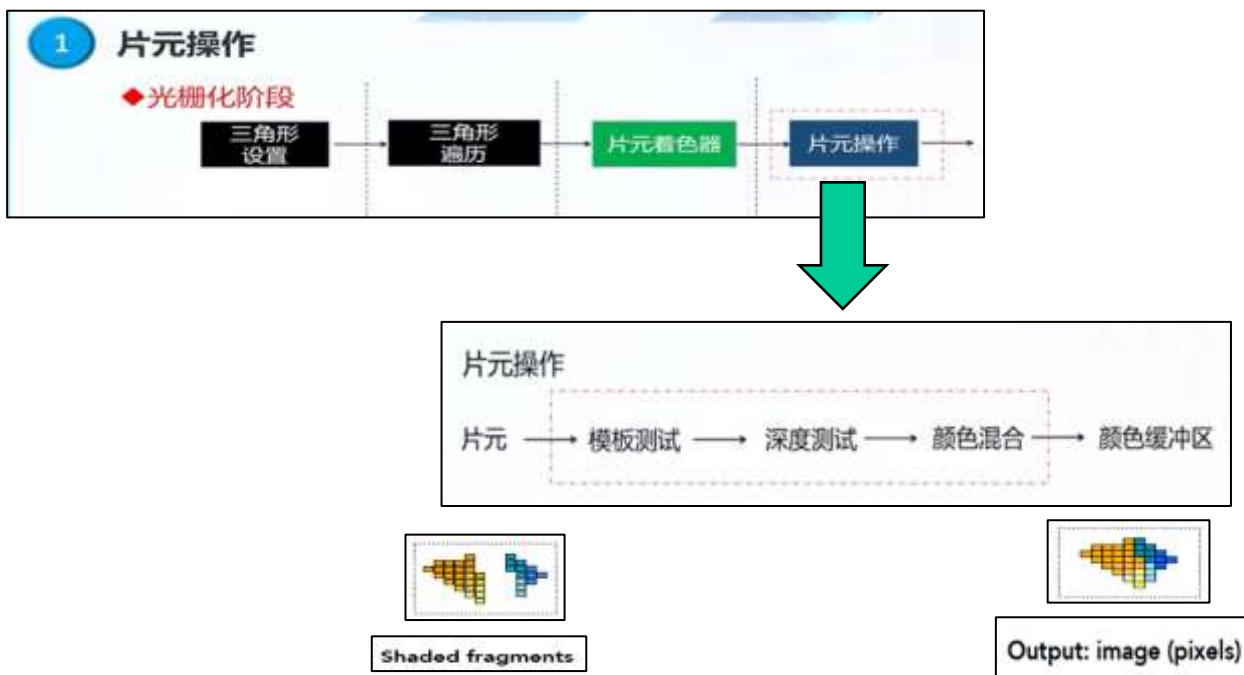 1 片元操作
◆光栅化阶段
三角形
设置
三角形
遍历
片元着色器
片元操作
片元操作
片元
模板测试
深度测试
颜色混合
颜色缓冲区
Shaded fragments
Output: image (pixels)